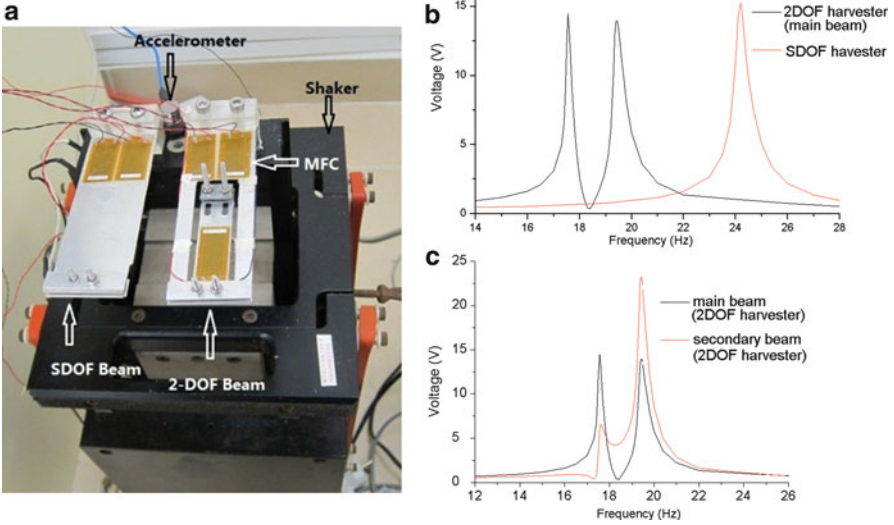 a
Accelerometer
Shaker
MFC
SDOF Beam
2-DOF Beam
b
2DOF harvester
(main beam)
SDOF havester
Voltage (V)
15
10
5
0
14 16 18 20 22 24 26 28
Frequency (Hz)
c
main beam
(2DOF harvester)
secondary beam
(2DOF harvester)
Voltage (V)
25
20
15
10
5
0
12 14 16 18 20 22 24 26
Frequency (Hz)